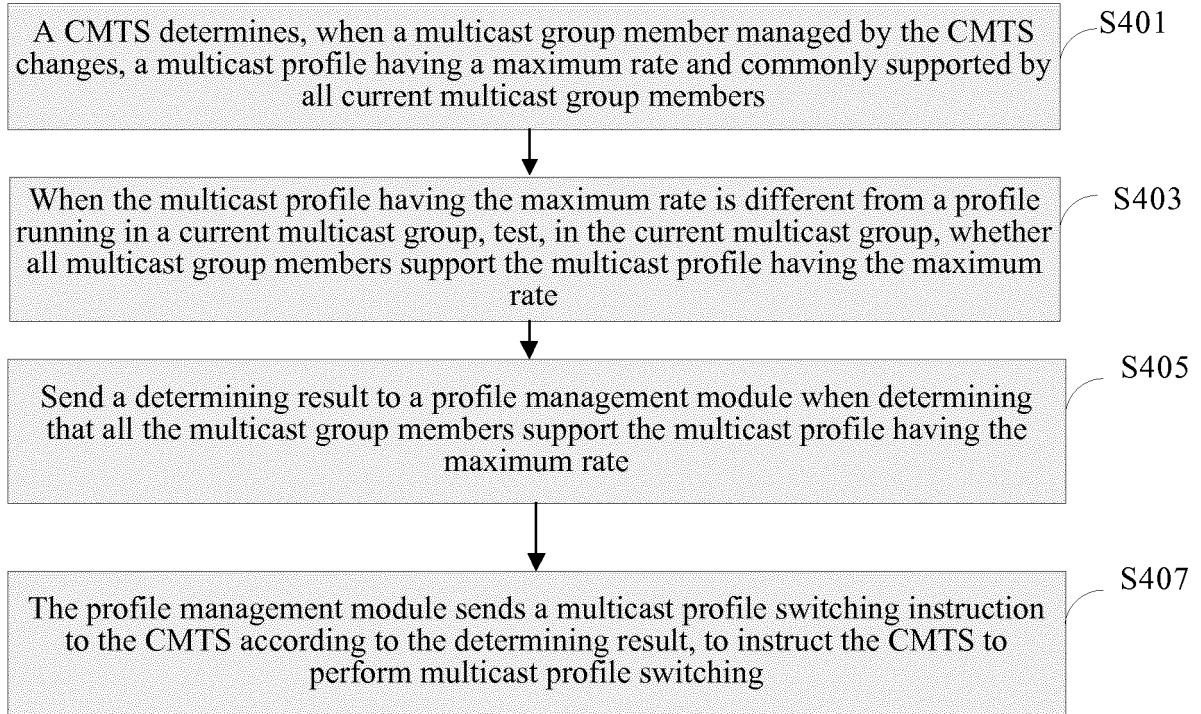 A CMTS determines, when a multicast group member managed by the CMTS
changes, a multicast profile having a maximum rate and commonly supported by
all current multicast group members
S401
When the multicast profile having the maximum rate is different from a profile
running in a current multicast group, test, in the current multicast group, whether
all multicast group members support the multicast profile having the maximum
rate
S403
Send a determining result to a profile management module when determining
that all the multicast group members support the multicast profile having the
maximum rate
S405
The profile management module sends a multicast profile switching instruction
to the CMTS according to the determining result, to instruct the CMTS to
perform multicast profile switching
S407